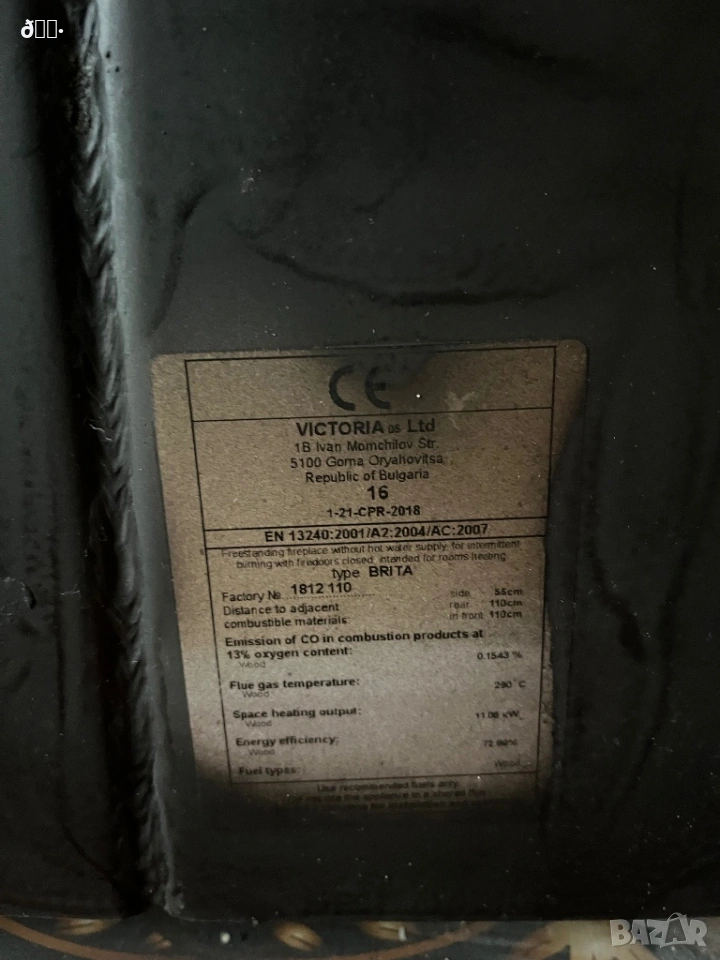 CE
VICTORIA 05 Ltd
1B Ivan Momchilov Str.
5100 Gorna Oryahovitsa
Republic of Bulgaria
16
1-21-CPR-2018
EN 13240:2001/A2:2004/AC:2007
Freestanding fireplace without hot water supply, for intermittent
burning with firedoors closed, intended for rooms heating
type BRITA
Factory № 1812 110
Distance to adjacent side 55cm
combustible materials: rear 110cm
in front 110cm
Emission of CO in combustion products at
13% oxygen content: 0.1543 %
Wood
Flue gas temperature: 290°C
Wood
Space heating output: 11.06 kW
Wood
Energy efficiency:
Wood
Fuel types: Wood
Use recommended fuels only.
BAZAR